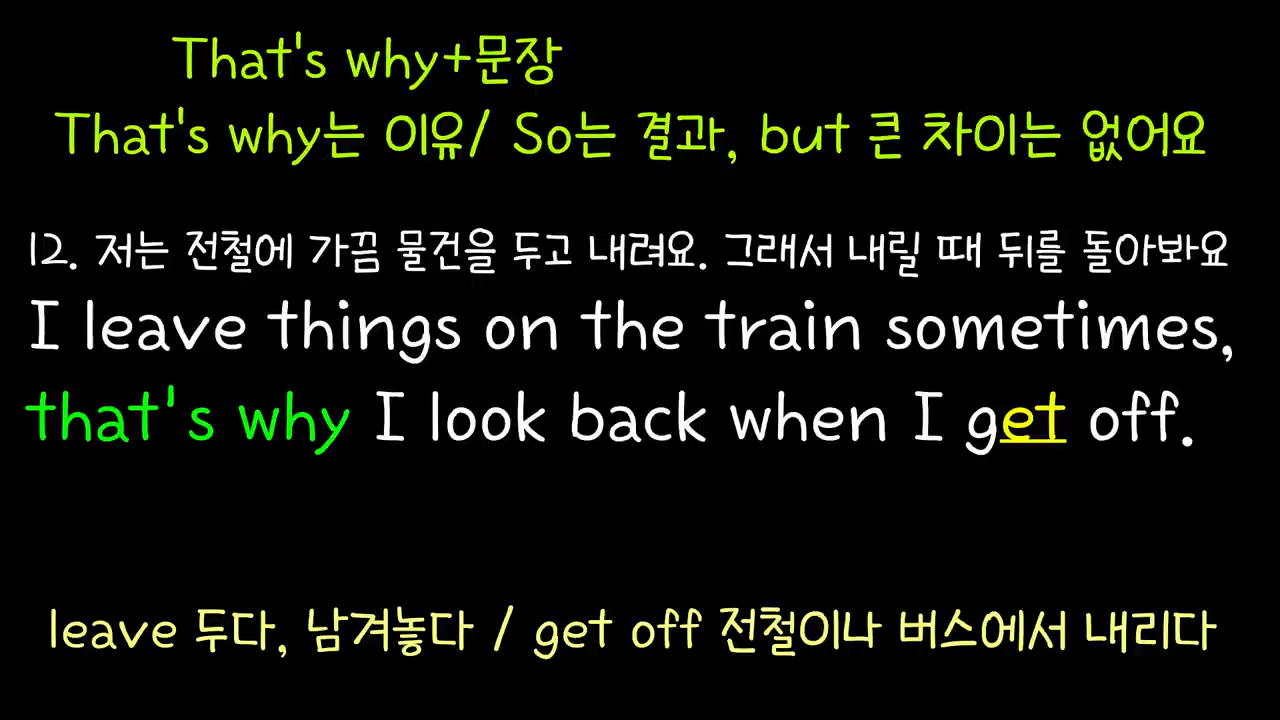 That's why+문장
That's why는 이유/ So는 결과, but 큰 차이는 없어요
12. 저는 전철에 가끔 물건을 두고 내려요. 그래서 내릴 때 뒤를 돌아봐요
I leave things on the train sometimes,
that's why I look back when I get off.
leave 두다, 남겨놓다 / get off 전철이나 버스에서 내리다